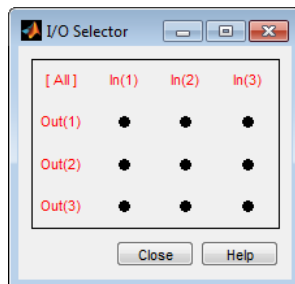 I/O Selector
[ All ] In(1) In(2) In(3)
Out(1)
Out(2)
Out(3)
Close Help